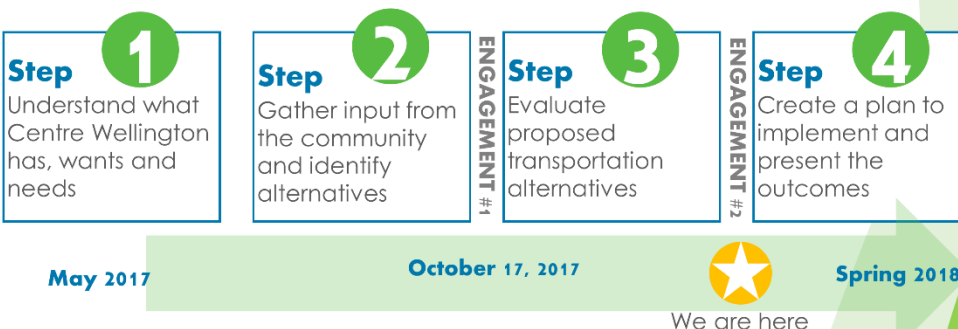 1
Step
Understand what
Centre Wellington
has, wants and
needs
2
Step
Gather input from
the community
and identify
alternatives
ENGAGEMENT #1
3
Step
Evaluate
proposed
transportation
alternatives
ENGAGEMENT #2
4
Step
Create a plan to
implement and
present the
outcomes
May 2017
October 17, 2017
Spring 2018
We are here